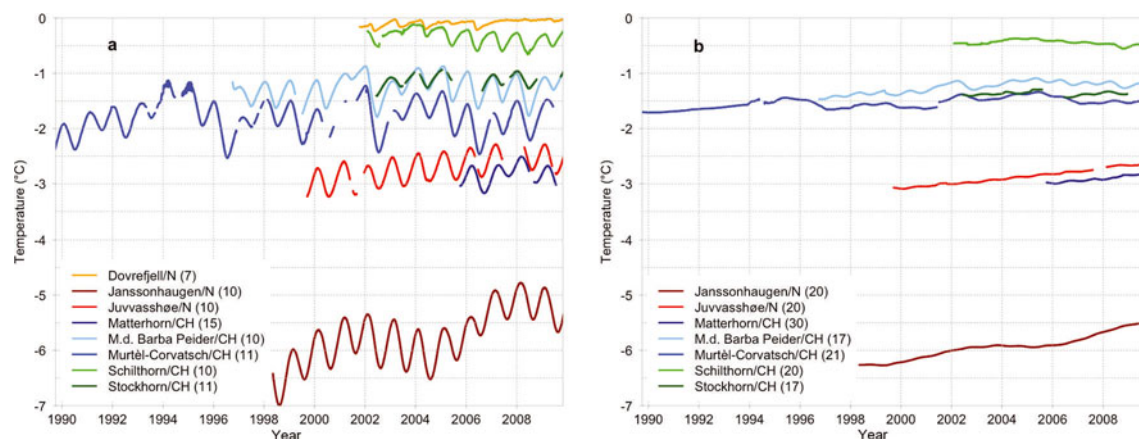 a
Temperature (°C)
0
-1
-2
-3
-4
-5
-6
-7
Dovrefjell/N (7)
Janssonhaugen/N (10)
Juvvasshøe/N (10)
Matterhorn/CH (15)
M.d. Barba Peider/CH (10)
Murtèl-Corvatsch/CH (11)
Schilthorn/CH (10)
Stockhorn/CH (11)
1990 1992 1994 1996 1998 2000 2002 2004 2006 2008
Year
b
Temperature (°C)
0
-1
-2
-3
-4
-5
-6
-7
Janssonhaugen/N (20)
Juvvasshøe/N (20)
Matterhorn/CH (30)
M.d. Barba Peider/CH (17)
Murtèl-Corvatsch/CH (21)
Schilthorn/CH (20)
Stockhorn/CH (17)
1990 1992 1994 1996 1998 2000 2002 2004 2006 2008
Year